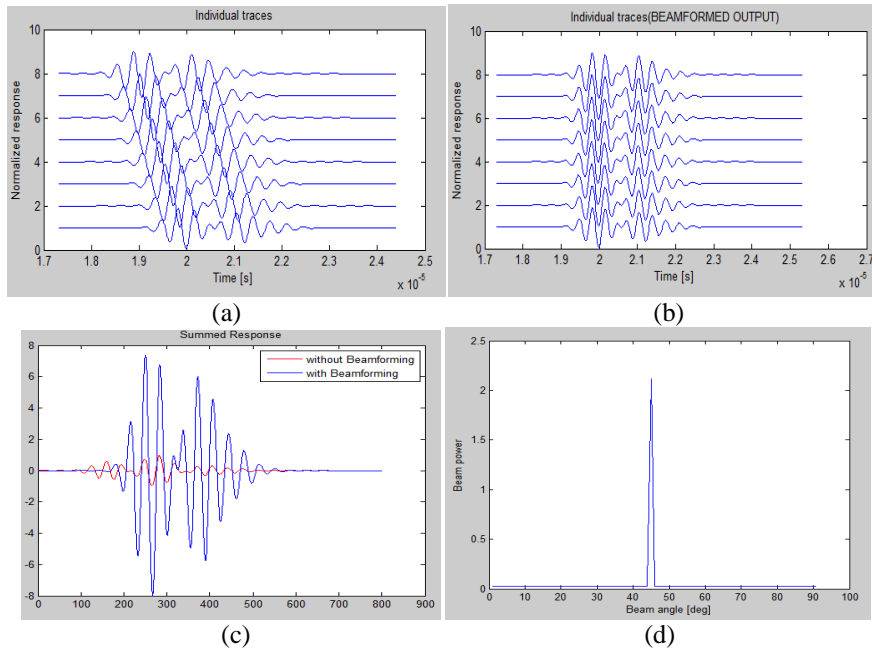 Individual traces
10
8
6
4
2
0
Normalized response
1.7 1.9 2.1 2.1 2.2 2.3 2.4 2.5
Time [s]
x 10⁻⁵
(a)
Individual traces(BEAMFORMED OUTPUT)
10
8
6
4
2
0
Normalized response
1.7 1.8 1.9 2 2.1 2.2 2.3 2.4 2.5 2.6 2.7
Time [s]
x 10⁻⁵
(b)
Summed Response
without Beamforming
with Beamforming
8
6
4
2
0
-2
-4
-6
-8
0 100 200 300 400 500 600 700 800 900
(c)
2.5
2
1.5
1
0.5
0
Beam power
0 10 20 30 40 50 60 70 80 90 100
Beam angle [deg]
(d)